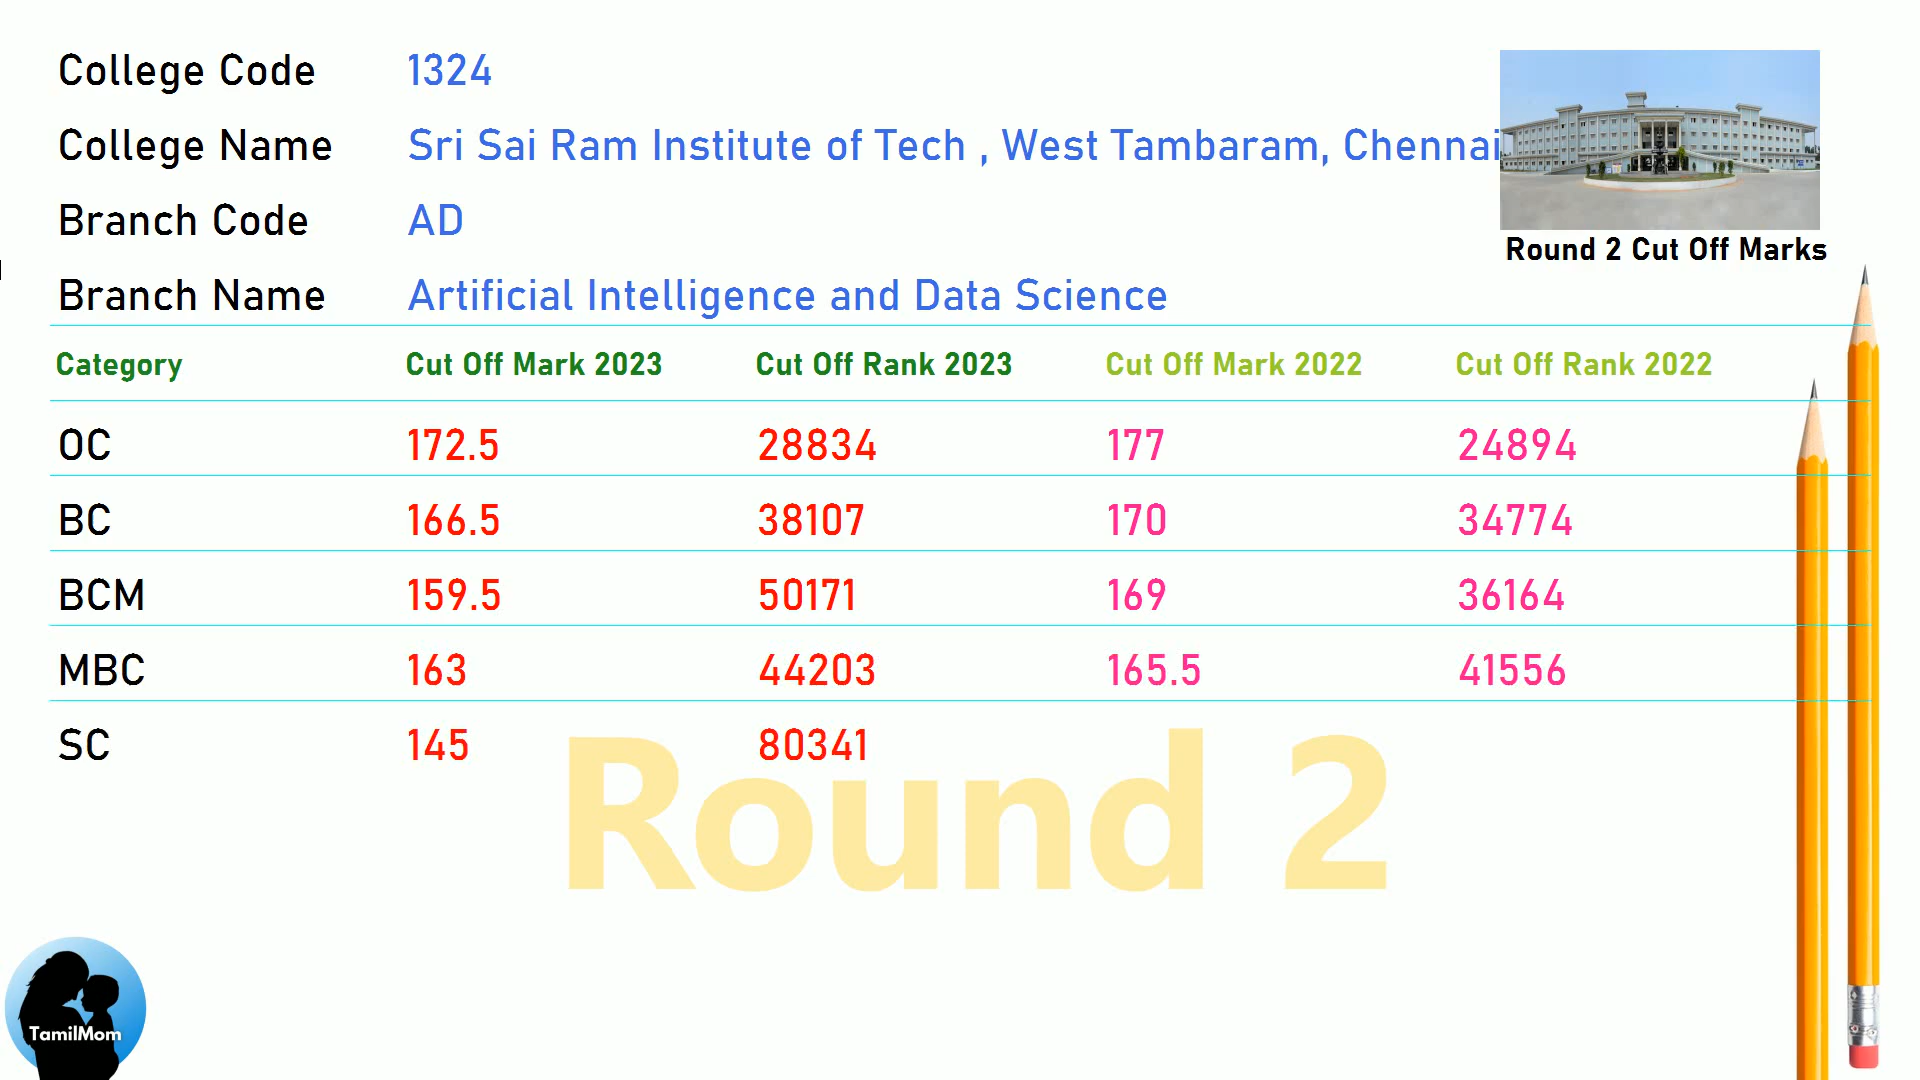 College Code 1324
College Name Sri Sai Ram Institute of Tech , West Tambaram, Chennai
Branch Code AD
Round 2 Cut Off Marks
Branch Name Artificial Intelligence and Data Science
Category Cut Off Mark 2023 Cut Off Rank 2023 Cut Off Mark 2022 Cut Off Rank 2022
OC 172.5 28834 177 24894
BC 166.5 38107 170 34774
BCM 159.5 50171 169 36164
MBC 163 44203 165.5 41556
SC 145 80341
Round 2
TamilMom